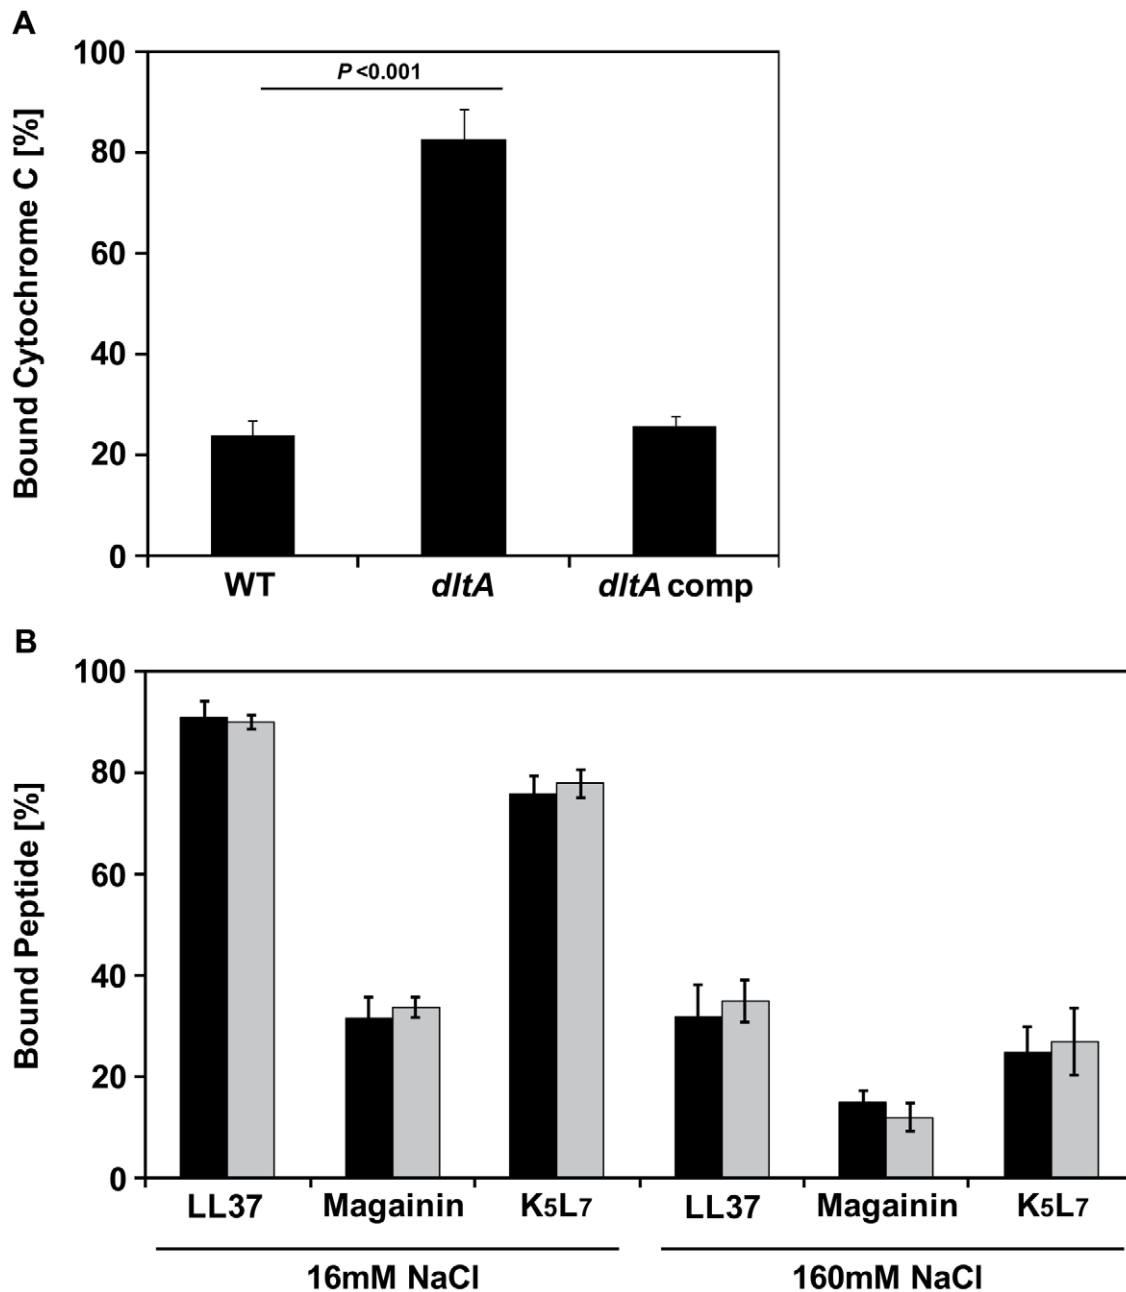 A
Bound Cytochrome C [%]
100
80
60
40
20
0
P <0.001
WT dltA dltA comp
B
Bound Peptide [%]
100
80
60
40
20
0
LL37 Magainin K5L7 LL37 Magainin K5L7
16mM NaCl 160mM NaCl